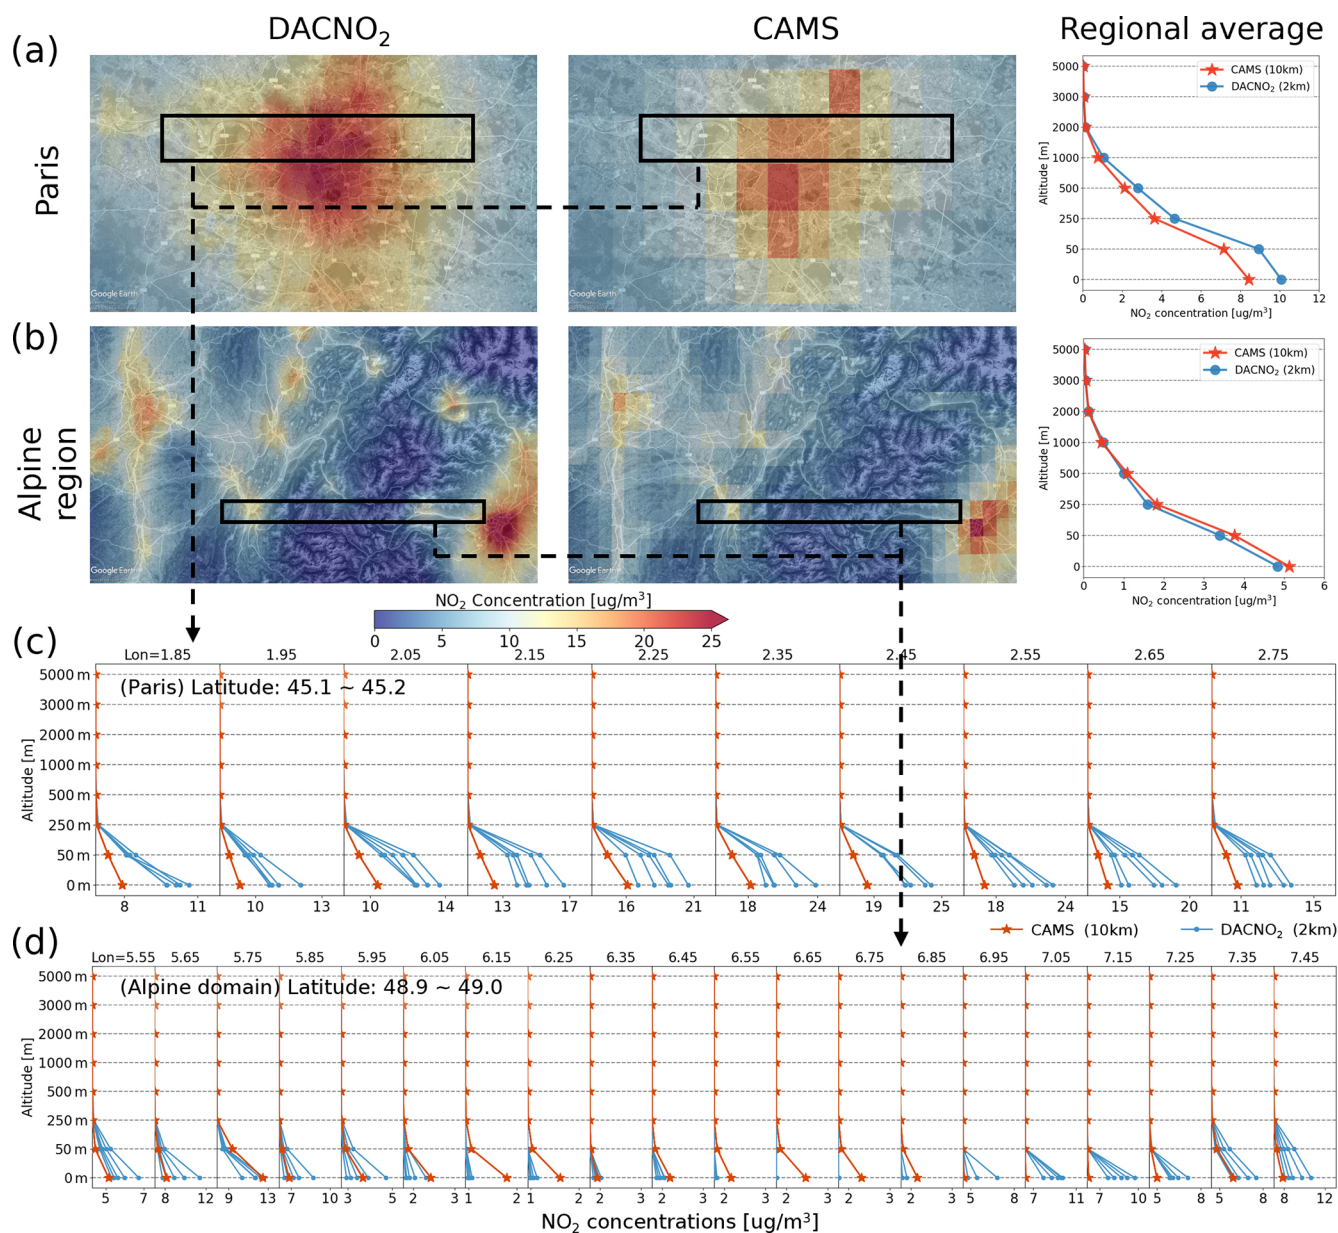 DACNO₂ CAMS Regional average
(a)
Paris
Google Earth
5000
3000
2000
1000
500
250
50
0
Altitude [m]
CAMS (10km)
DACNO₂ (2km)
0 2 4 6 8 10 12
NO₂ concentration [ug/m³]
(b)
Alpine
region
Google Earth
5000
3000
2000
1000
500
250
50
0
Altitude [m]
CAMS (10km)
DACNO₂ (2km)
0 1 2 3 4 5 6
NO₂ concentration [ug/m³]
NO₂ Concentration [ug/m³]
0 5 10 15 20 25
(c)
Lon=1.85 1.95 2.05 2.15 2.25 2.35 2.45 2.55 2.65 2.75
(Paris) Latitude: 45.1 ~ 45.2
5000 m
3000 m
2000 m
1000 m
500 m
250 m
50 m
0 m
Altitude [m]
8 11 10 13 10 14 13 17 16 21 18 24 19 25 18 24 15 20 11 15
CAMS (10km) DACNO₂ (2km)
(d)
Lon=5.55 5.65 5.75 5.85 5.95 6.05 6.15 6.25 6.35 6.45 6.55 6.65 6.75 6.85 6.95 7.05 7.15 7.25 7.35 7.45
(Alpine domain) Latitude: 48.9 ~ 49.0
5000 m
3000 m
2000 m
1000 m
500 m
250 m
50 m
0 m
Altitude [m]
5 7 8 12 9 13 7 10 3 5 2 3 1 2 1 2 2 3 2 3 2 3 2 3 2 3 2 3 5 8 7 11 7 10 5 8 5 8 8 12
NO₂ concentrations [ug/m³]